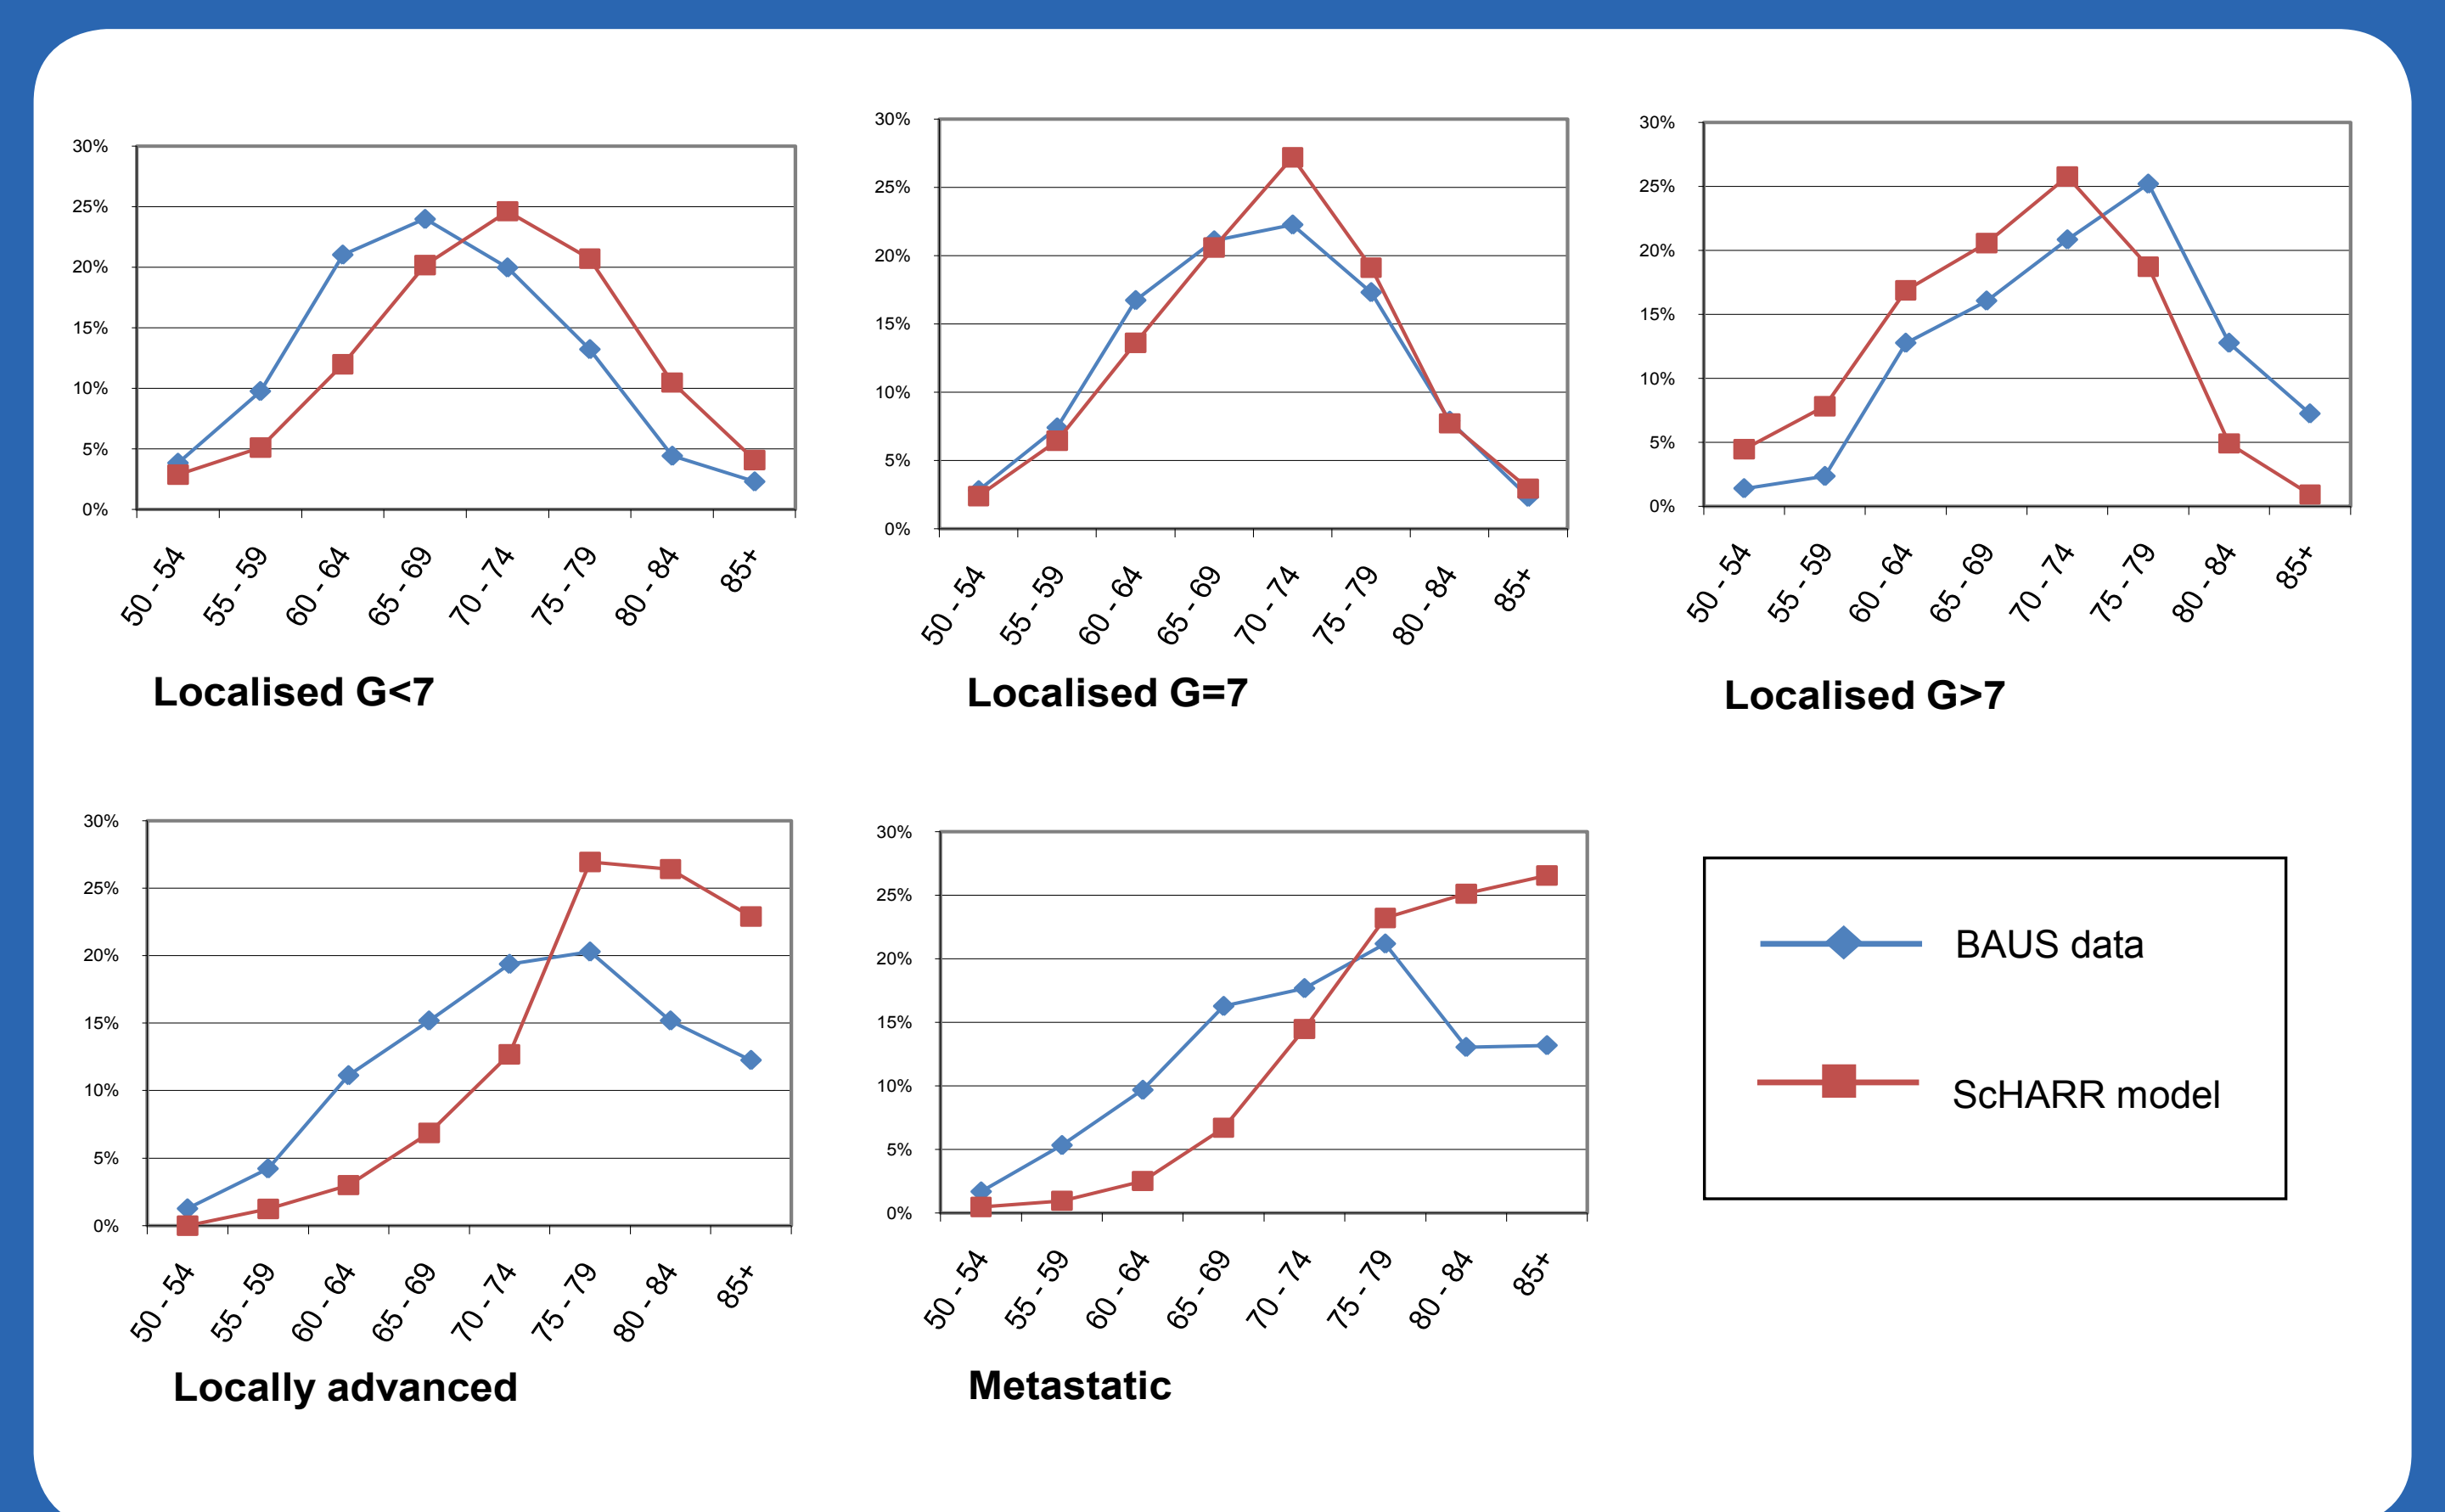 30%
25%
20%
15%
10%
5%
0%
50 - 54
55 - 59
60 - 64
65 - 69
70 - 74
75 - 79
80 - 84
85+
Localised G<7
30%
25%
20%
15%
10%
5%
0%
50 - 54
55 - 59
60 - 64
65 - 69
70 - 74
75 - 79
80 - 84
85+
Localised G=7
30%
25%
20%
15%
10%
5%
0%
50 - 54
55 - 59
60 - 64
65 - 69
70 - 74
75 - 79
80 - 84
85+
Localised G>7
30%
25%
20%
15%
10%
5%
0%
50 - 54
55 - 59
60 - 64
65 - 69
70 - 74
75 - 79
80 - 84
85+
Locally advanced
30%
25%
20%
15%
10%
5%
0%
50 - 54
55 - 59
60 - 64
65 - 69
70 - 74
75 - 79
80 - 84
85+
Metastatic
BAUS data
ScHARR model